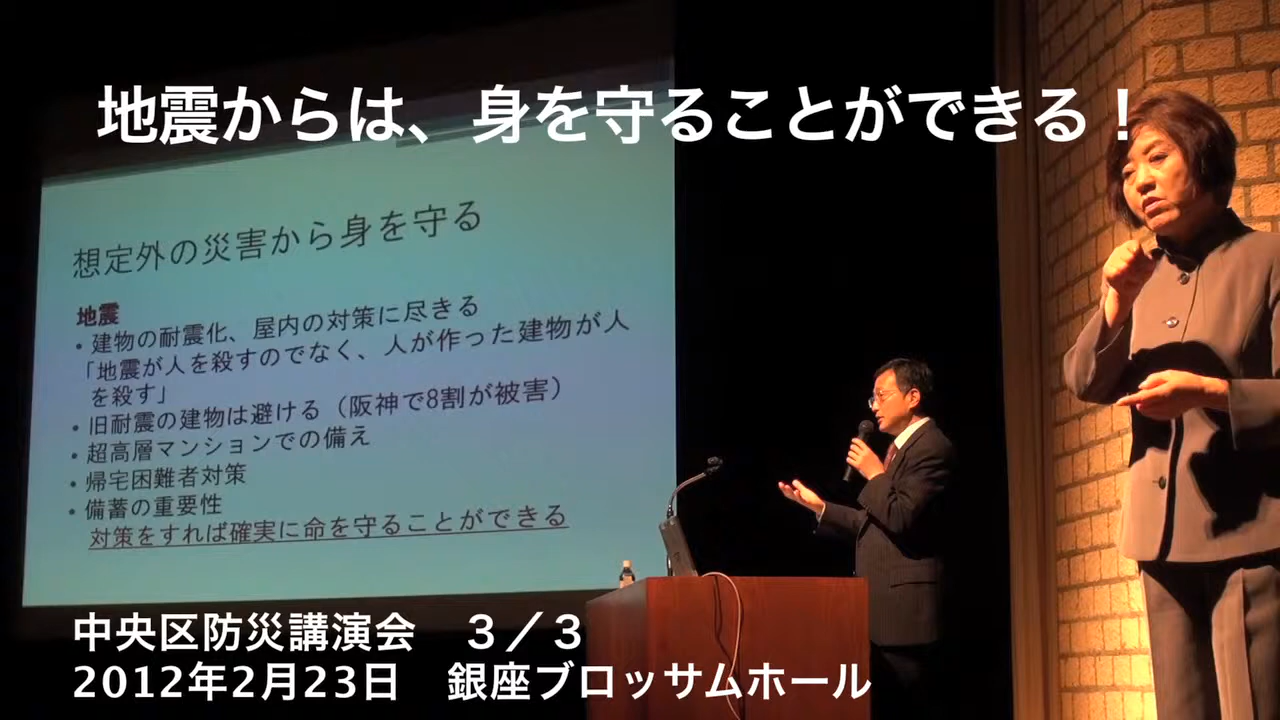 地震からは、身を守ることができる！
想定外の災害から身を守る
地震
・建物の耐震化、屋内の対策に尽きる
「地震が人を殺すのでなく、人が作った建物が人
を殺す」
・旧耐震の建物は避ける（阪神で8割が被害）
・超高層マンションでの備え
・帰宅困難者対策
・備蓄の重要性
対策をすれば確実に命を守ることができる
中央区防災講演会　３／３
2012年2月23日　銀座ブロッサムホール